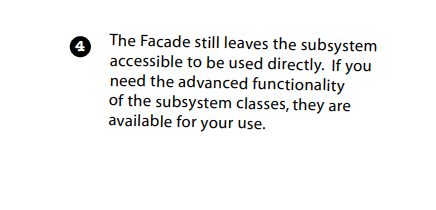 4 The Facade still leaves the subsystem
accessible to be used directly. If you
need the advanced functionality
of the subsystem classes, they are
available for your use.